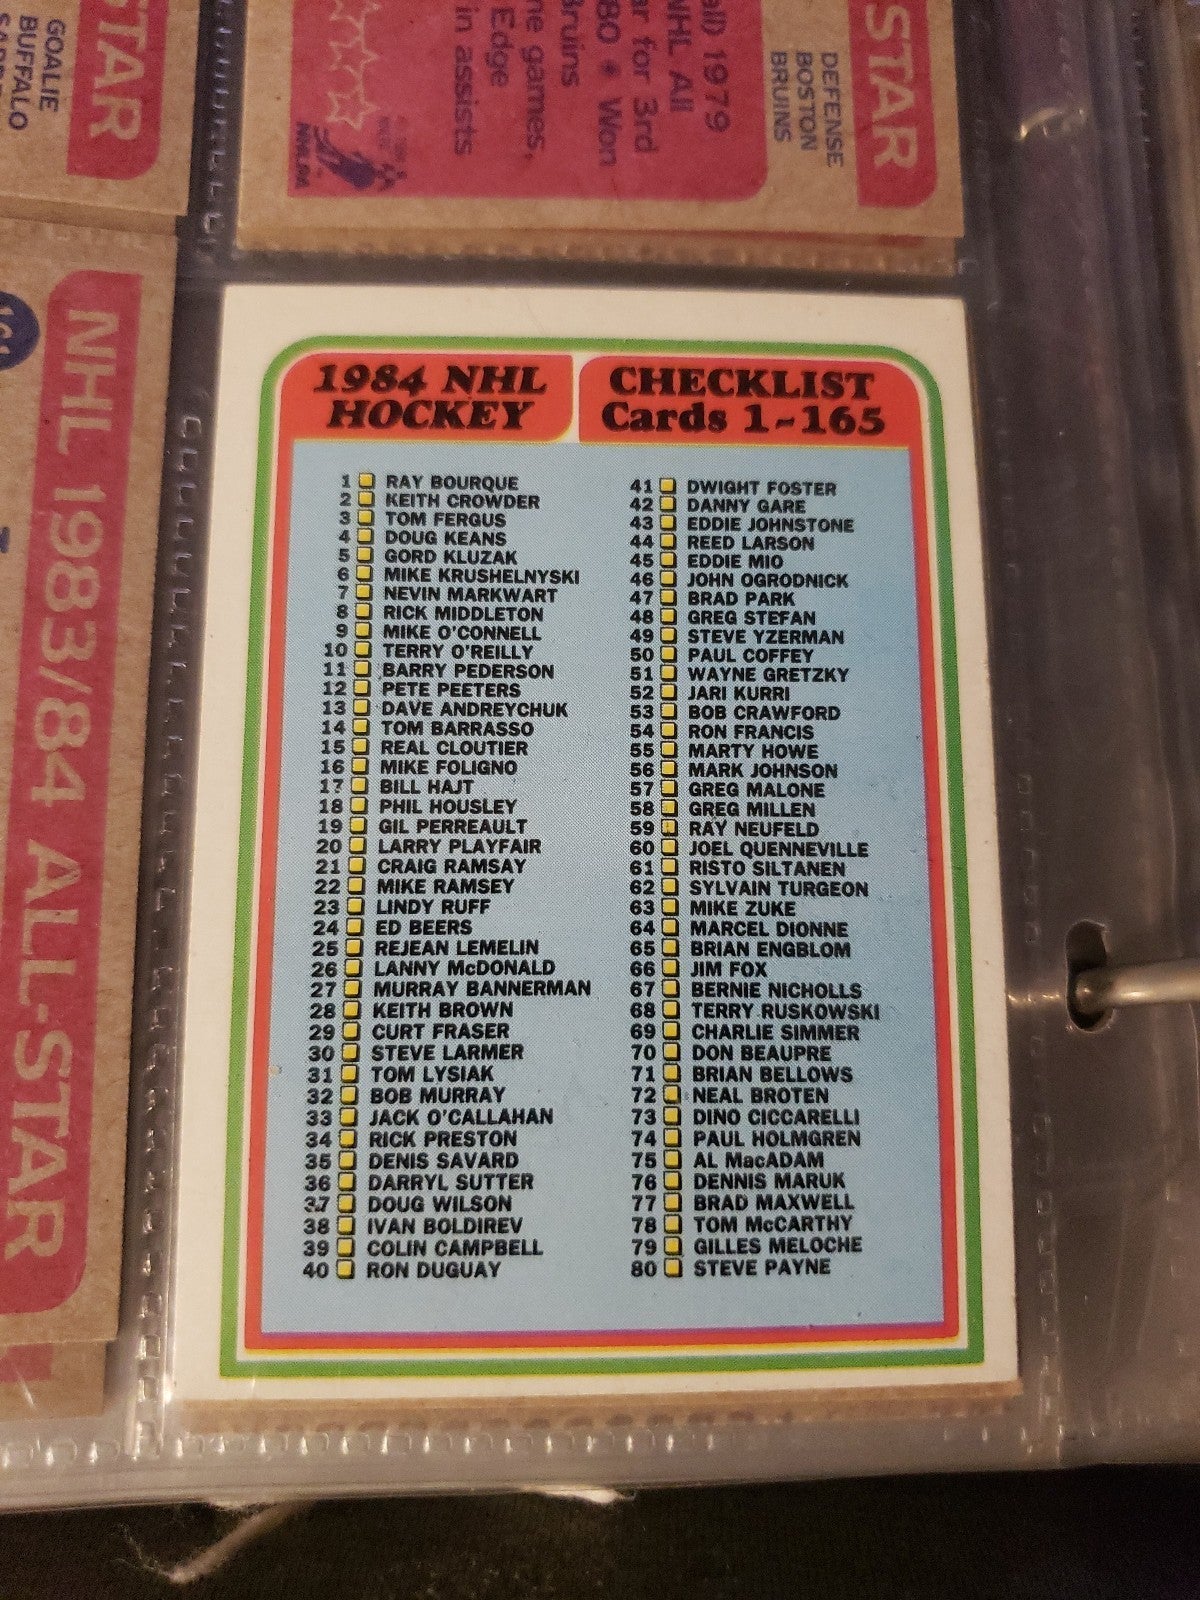 STAR
GOALIE
BUFFALO
STAR
DEFENSE
BOSTON
BRUINS
all) 1979
NHL All
ar for 3rd
80 * Won
Bruins
ne games,
Edge
in assists
NHLPA
NHL 1983/84 ALL-STAR
1984 NHL HOCKEY
CHECKLIST
Cards 1-165
1 RAY BOURQUE
2 KEITH CROWDER
3 TOM FERGUS
4 DOUG KEANS
5 GORD KLUZAK
6 MIKE KRUSHELNYSKI
7 NEVIN MARKWART
8 RICK MIDDLETON
9 MIKE O'CONNELL
10 TERRY O'REILLY
11 BARRY PEDERSON
12 PETE PEETERS
13 DAVE ANDREYCHUK
14 TOM BARRASSO
15 REAL CLOUTIER
16 MIKE FOLIGNO
17 BILL HAJT
18 PHIL HOUSLEY
19 GIL PERREAULT
20 LARRY PLAYFAIR
21 CRAIG RAMSAY
22 MIKE RAMSEY
23 LINDY RUFF
24 ED BEERS
25 REJEAN LEMELIN
26 LANNY McDONALD
27 MURRAY BANNERMAN
28 KEITH BROWN
29 CURT FRASER
30 STEVE LARMER
31 TOM LYSIAK
32 BOB MURRAY
33 JACK O'CALLAHAN
34 RICK PRESTON
35 DENIS SAVARD
36 DARRYL SUTTER
37 DOUG WILSON
38 IVAN BOLDIREV
39 COLIN CAMPBELL
40 RON DUGUAY
41 DWIGHT FOSTER
42 DANNY GARE
43 EDDIE JOHNSTONE
44 REED LARSON
45 EDDIE MIO
46 JOHN OGRODNICK
47 BRAD PARK
48 GREG STEFAN
49 STEVE YZERMAN
50 PAUL COFFEY
51 WAYNE GRETZKY
52 JARI KURRI
53 BOB CRAWFORD
54 RON FRANCIS
55 MARTY HOWE
56 MARK JOHNSON
57 GREG MALONE
58 GREG MILLEN
59 RAY NEUFELD
60 JOEL QUENNEVILLE
61 RISTO SILTANEN
62 SYLVAIN TURGEON
63 MIKE ZUKE
64 MARCEL DIONNE
65 BRIAN ENGBLOM
66 JIM FOX
67 BERNIE NICHOLLS
68 TERRY RUSKOWSKI
69 CHARLIE SIMMER
70 DON BEAUPRE
71 BRIAN BELLOWS
72 NEAL BROTEN
73 DINO CICCARELLI
74 PAUL HOLMGREN
75 AL MacADAM
76 DENNIS MARUK
77 BRAD MAXWELL
78 TOM McCARTHY
79 GILLES MELOCHE
80 STEVE PAYNE